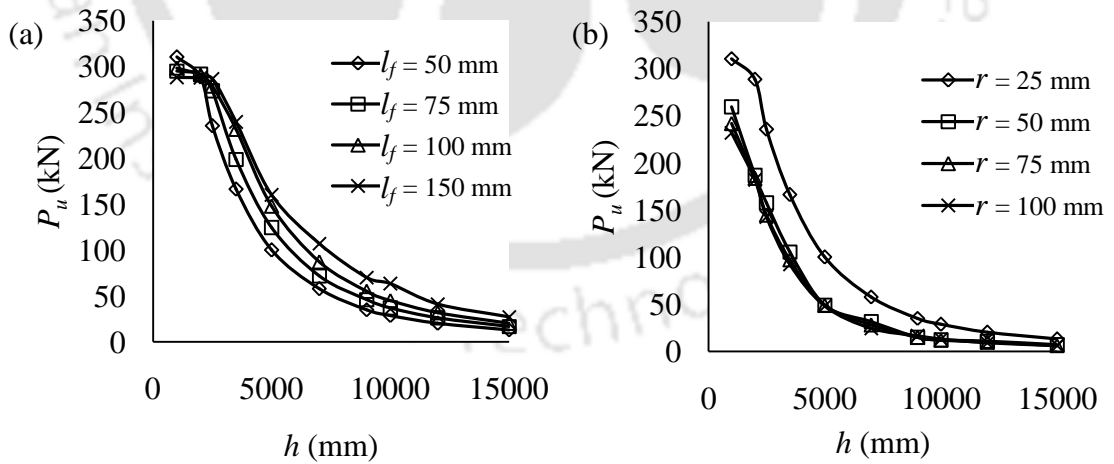 (a)
350
300
250
200
150
100
50
0
P_u (kN)
0 5000 10000 15000
h (mm)
l_f = 50 mm
l_f = 75 mm
l_f = 100 mm
l_f = 150 mm
(b)
350
300
250
200
150
100
50
0
P_u (kN)
0 5000 10000 15000
h (mm)
r = 25 mm
r = 50 mm
r = 75 mm
r = 100 mm
Techno